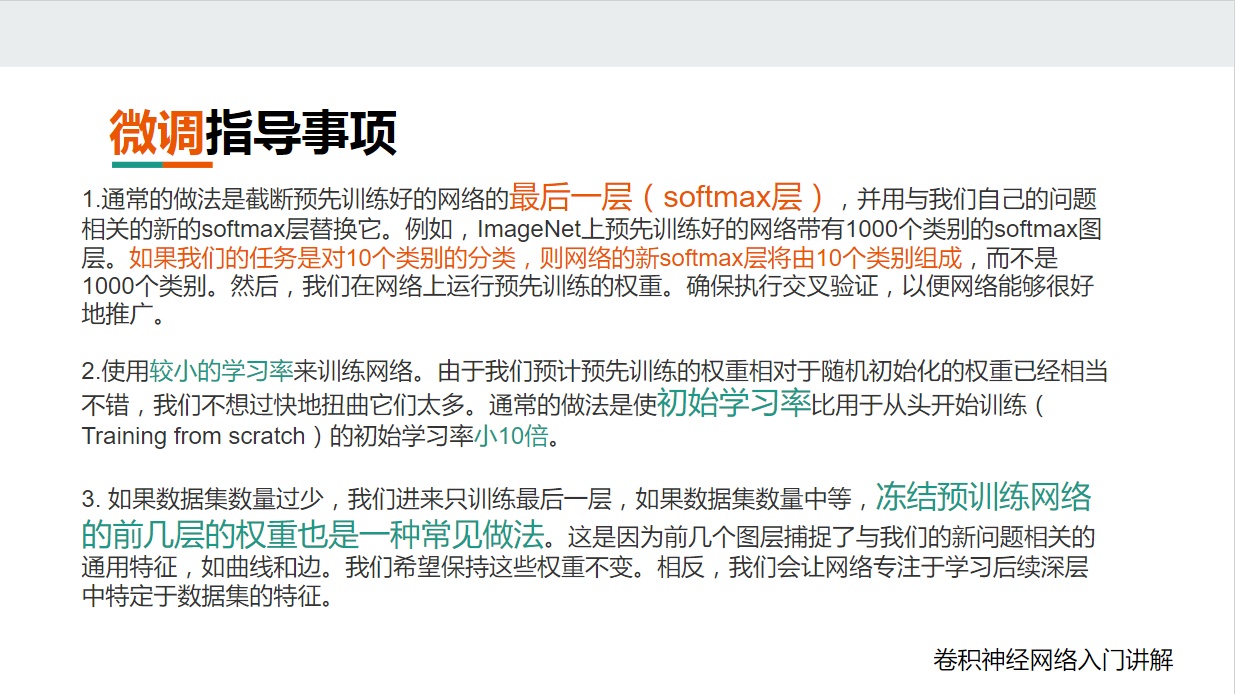 微调指导事项
1.通常的做法是截断预先训练好的网络的最后一层（softmax层），并用与我们自己的问题
相关的新的softmax层替换它。例如，ImageNet上预先训练好的网络带有1000个类别的softmax图
层。如果我们的任务是对10个类别的分类，则网络的新softmax层将由10个类别组成，而不是
1000个类别。然后，我们在网络上运行预先训练的权重。确保执行交叉验证，以便网络能够很好
地推广。
2.使用较小的学习率来训练网络。由于我们预计预先训练的权重相对于随机初始化的权重已经相当
不错，我们不想过快地扭曲它们太多。通常的做法是使初始学习率比用于从头开始训练（
Training from scratch）的初始学习率小10倍。
3. 如果数据集数量过少，我们进来只训练最后一层，如果数据集数量中等，冻结预训练网络
的前几层的权重也是一种常见做法。这是因为前几个图层捕捉了与我们的新问题相关的
通用特征，如曲线和边。我们希望保持这些权重不变。相反，我们会让网络专注于学习后续深层
中特定于数据集的特征。
卷积神经网络入门讲解